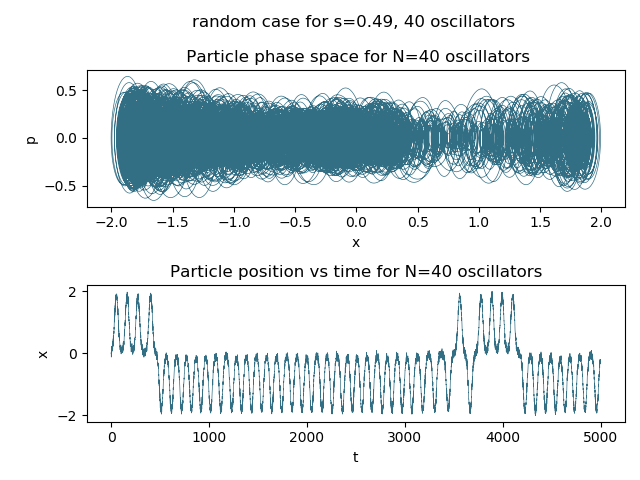 random case for s=0.49, 40 oscillators
Particle phase space for N=40 oscillators
0.5
0.0
−0.5
p
−2.0 −1.5 −1.0 −0.5 0.0 0.5 1.0 1.5 2.0
x
Particle position vs time for N=40 oscillators
2
0
−2
x
0 1000 2000 3000 4000 5000
t